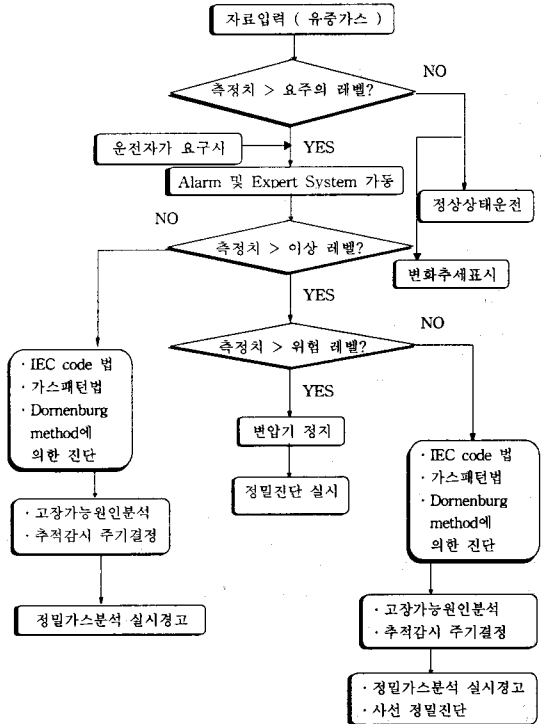 자료입력 ( 유중가스 )
측정치 > 요주의 레벨?
NO
운전자가 요구시
YES
Alarm 및 Expert System 가동
정상상태운전
NO
측정치 > 이상 레벨?
변화추세표시
YES
측정치 > 위험 레벨?
NO
· IEC code 법
· 가스패턴법
· Dornenburg
method에
의한 진단
YES
변압기 정지
정밀진단 실시
· IEC code 법
· 가스패턴법
· Dornenburg
method에
의한 진단
· 고장가능원인분석
· 추적감시 주기결정
정밀가스분석 실시경고
· 고장가능원인분석
· 추적감시 주기결정
· 정밀가스분석 실시경고
· 사선 정밀진단